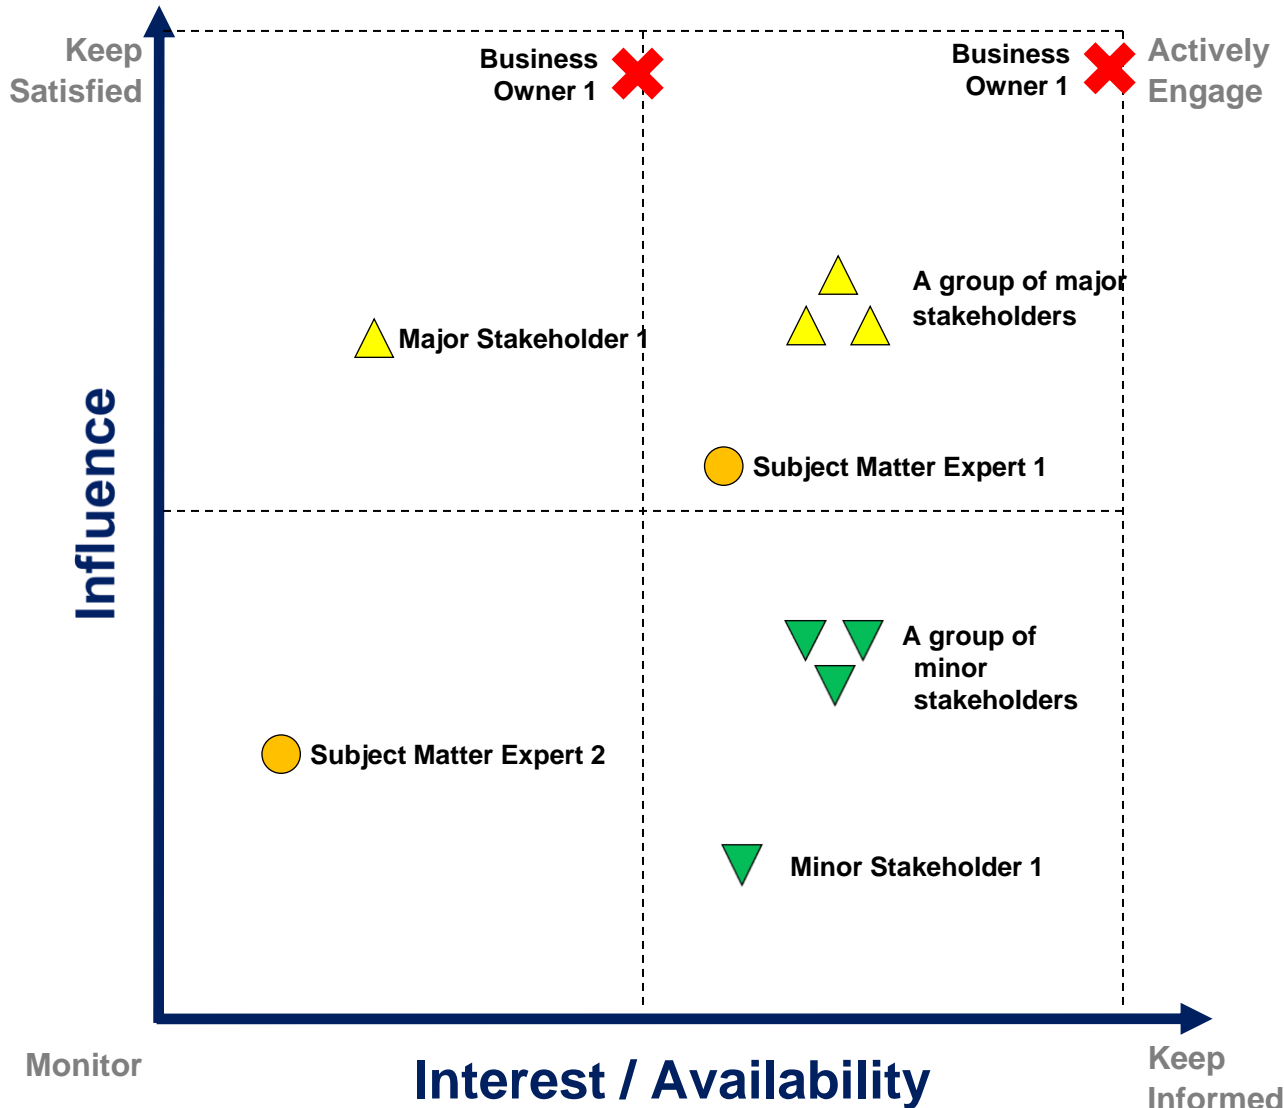 Keep
Satisfied
Business
Owner 1
Business
Owner 1
Actively
Engage
A group of major
stakeholders
Major Stakeholder 1
Influence
Subject Matter Expert 1
A group of
minor
stakeholders
Subject Matter Expert 2
Minor Stakeholder 1
Monitor
Interest / Availability
Keep
Informed